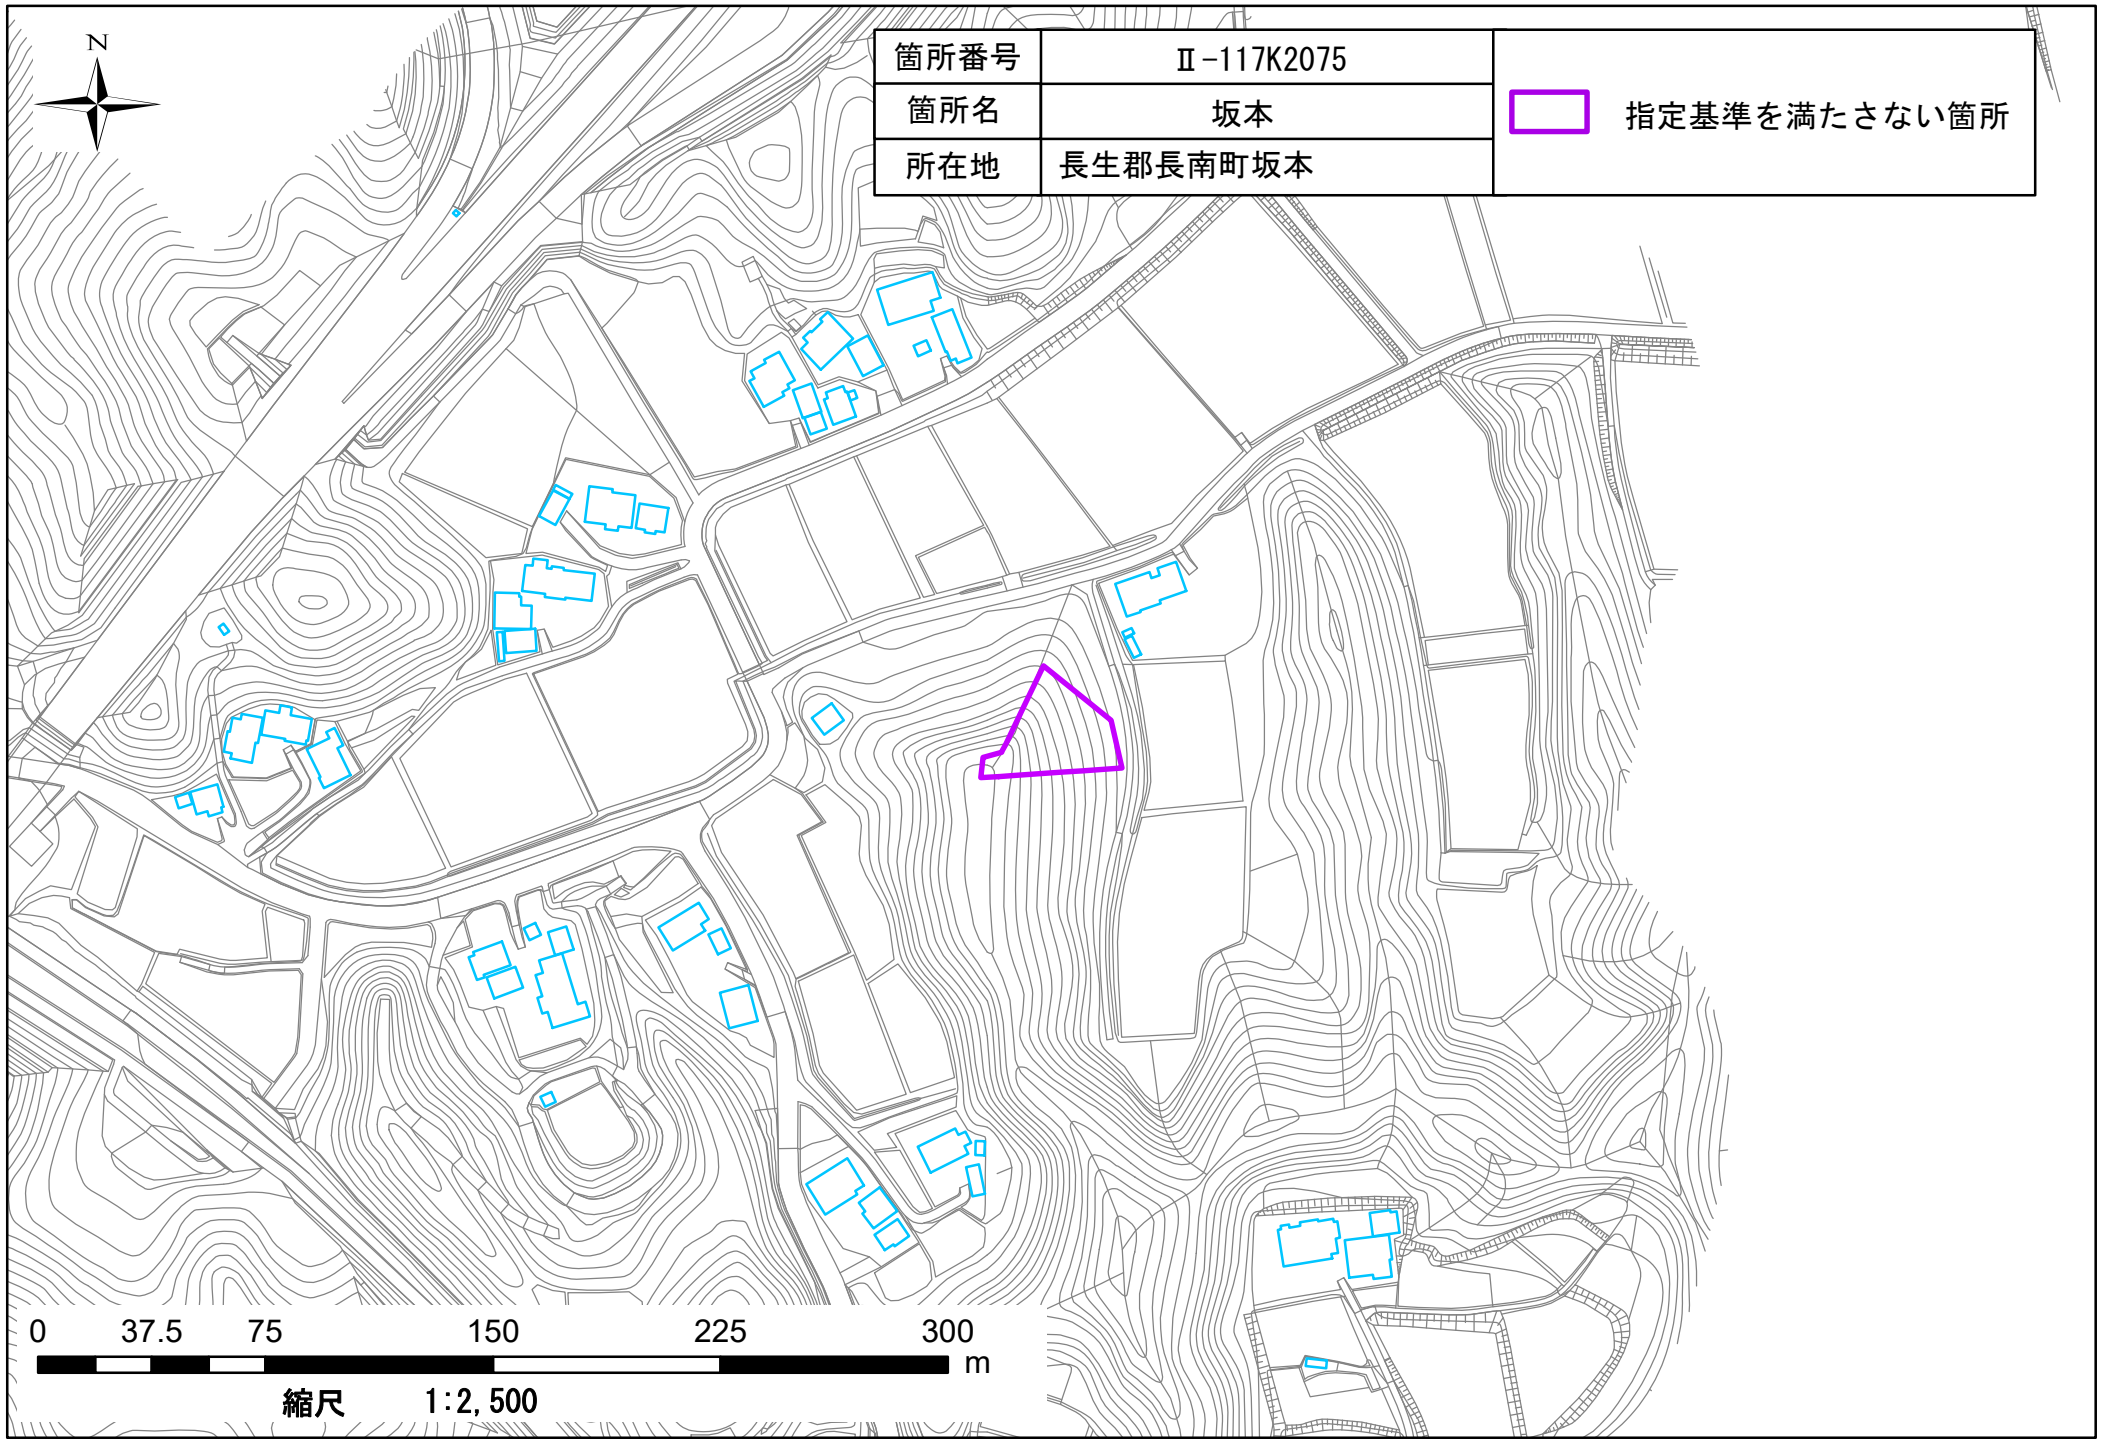 N
箇所番号 Ⅱ-117K2075
箇所名 坂本
所在地 長生郡長南町坂本
指定基準を満たさない箇所
0 37.5 75 150 225 300
m
縮尺 1:2,500